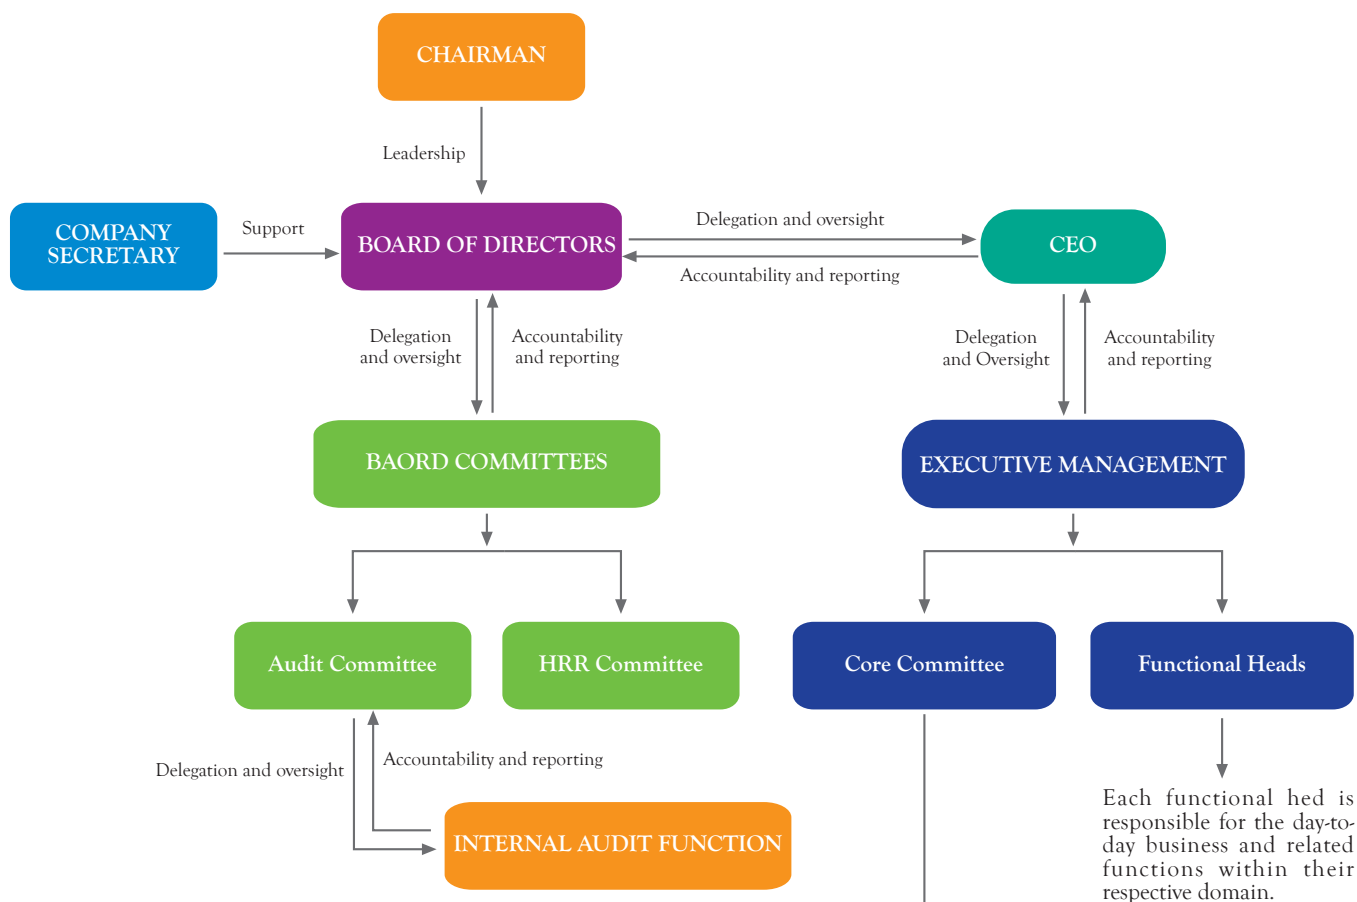 CHAIRMAN
Leadership
COMPANY
SECRETARY
Support
BOARD OF DIRECTORS
Delegation and oversight
Accountability and reporting
CEO
Delegation
and oversight
Accountability
and reporting
Delegation
and Oversight
Accountability
and reporting
BAORD COMMITTEES
EXECUTIVE MANAGEMENT
Audit Committee
HRR Committee
Core Committee
Functional Heads
Delegation and oversight
Accountability and reporting
INTERNAL AUDIT FUNCTION
Each functional hed is
responsible for the day-to-
day business and related
functions within their
respective domain.